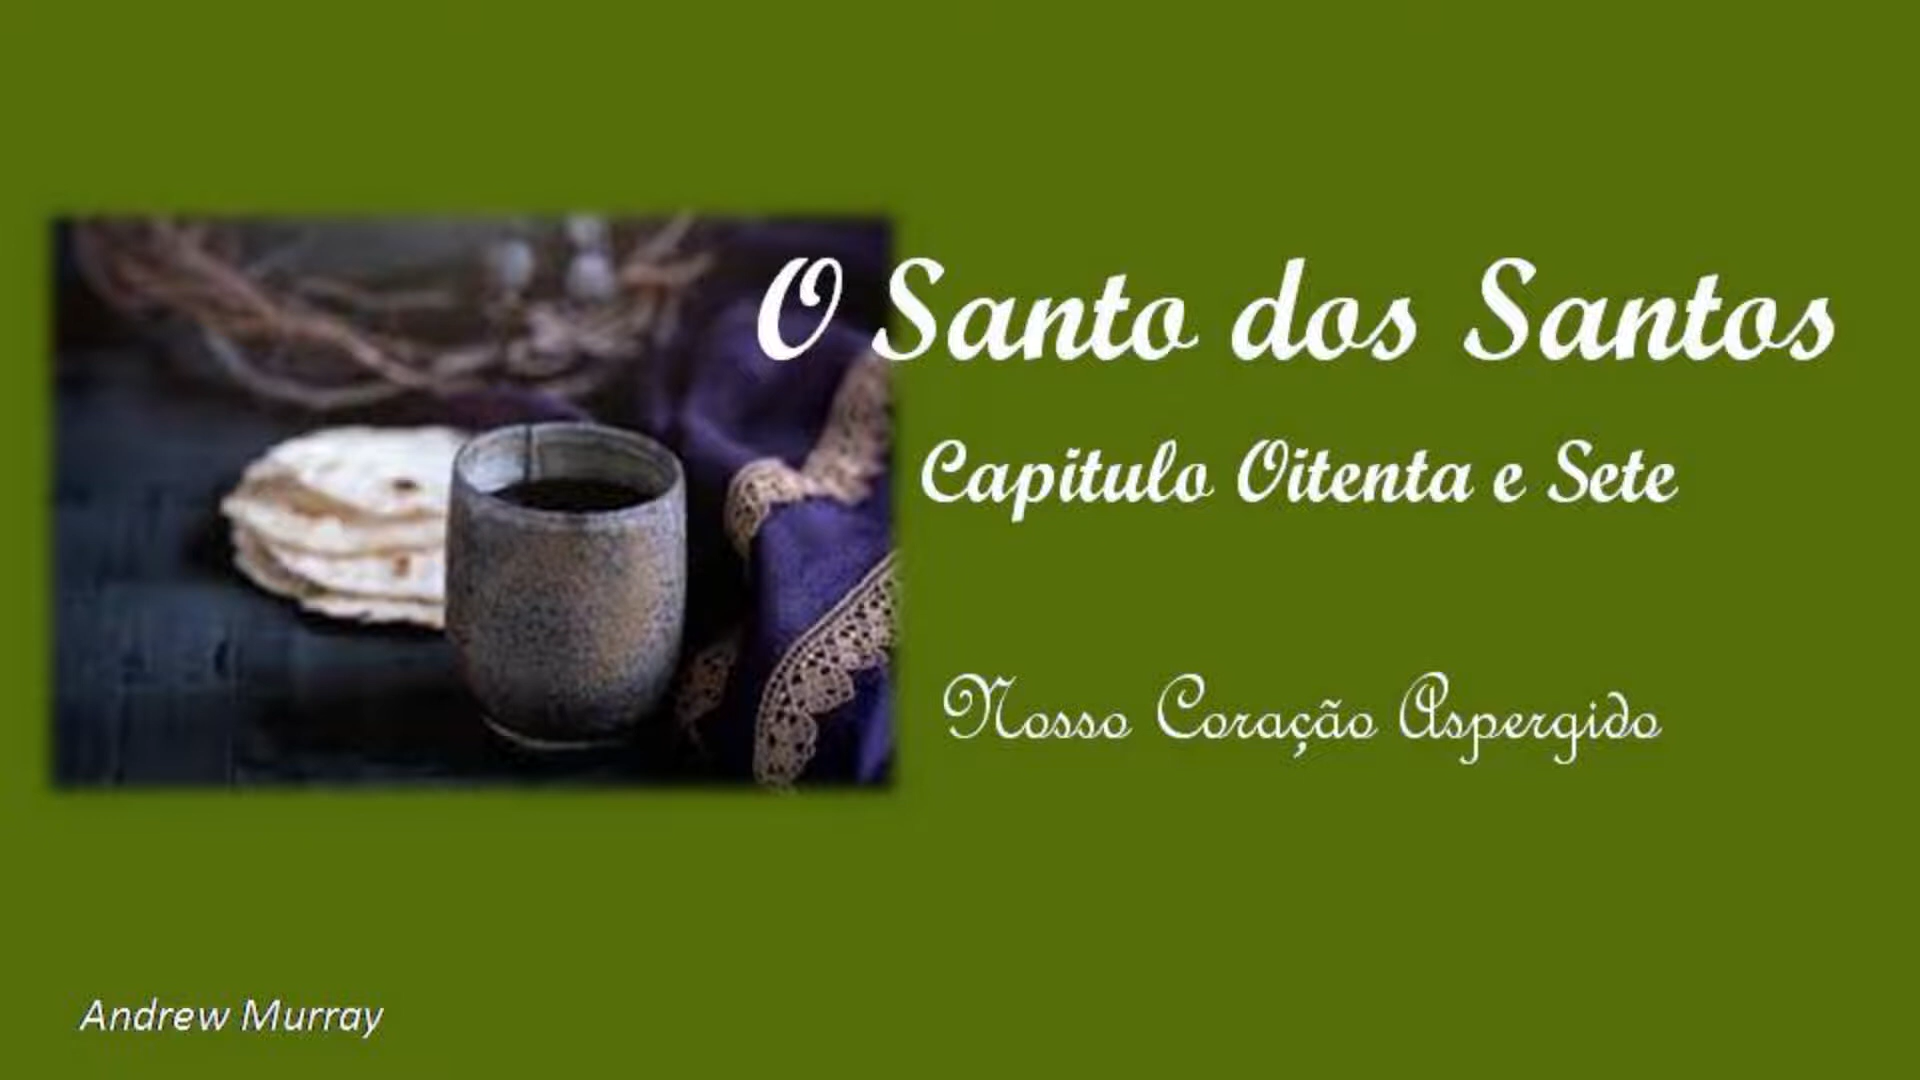 O Santo dos Santos
Capitulo Oitenta e Sete
Nosso Coração Aspergido
Andrew Murray